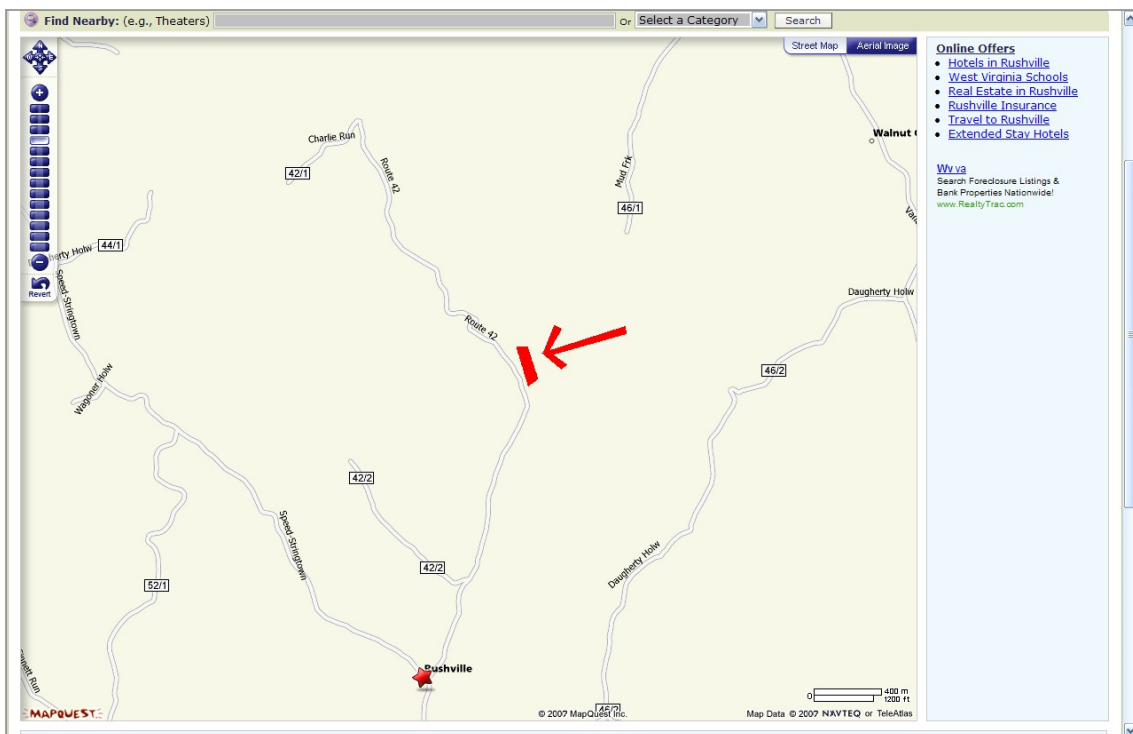 Find Nearby: (e.g., Theaters)
Or
Select a Category
Search
Street Map
Aerial Image
Online Offers
Hotels in Rushville
West Virginia Schools
Real Estate in Rushville
Rushville Insurance
Travel to Rushville
Extended Stay Hotels
Wv va
Search Foreclosure Listings &
Bank Properties Nationwide!
www.RealtyTrac.com
Charlie Run
42/1
Route 42
Mud Frk
46/1
Walnut
44/1
Holw
Revert
Speed-Stringtown
Daugherty Holw
Route 42
46/2
Wagoner Holw
42/2
Speed-Stringtown
42/2
Daugherty Holw
52/1
Rushville
Run
0
400 m
1200 ft
MAPQUEST
© 2007 MapQuest Inc.
46/2
Map Data © 2007 NAVTEQ or TeleAtlas